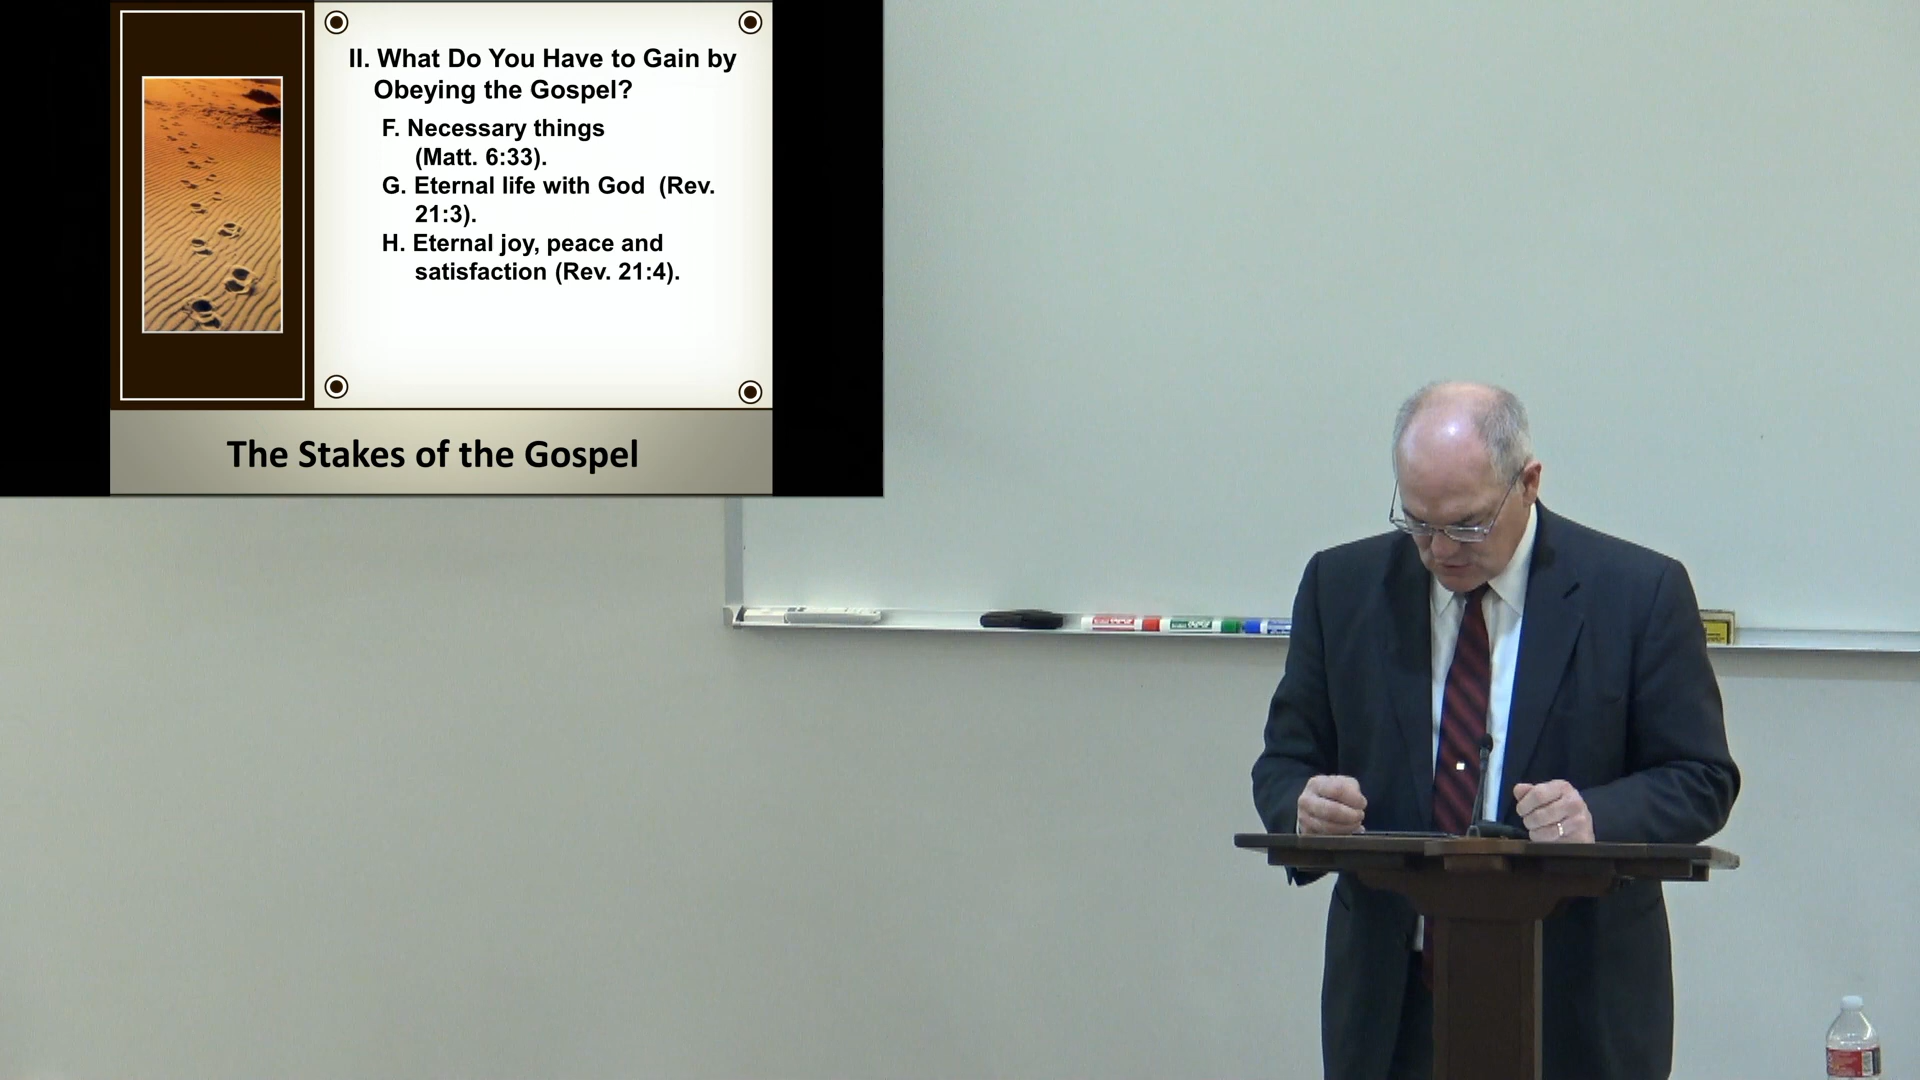 II. What Do You Have to Gain by
Obeying the Gospel?
F. Necessary things
(Matt. 6:33).
G. Eternal life with God (Rev.
21:3).
H. Eternal joy, peace and
satisfaction (Rev. 21:4).
The Stakes of the Gospel